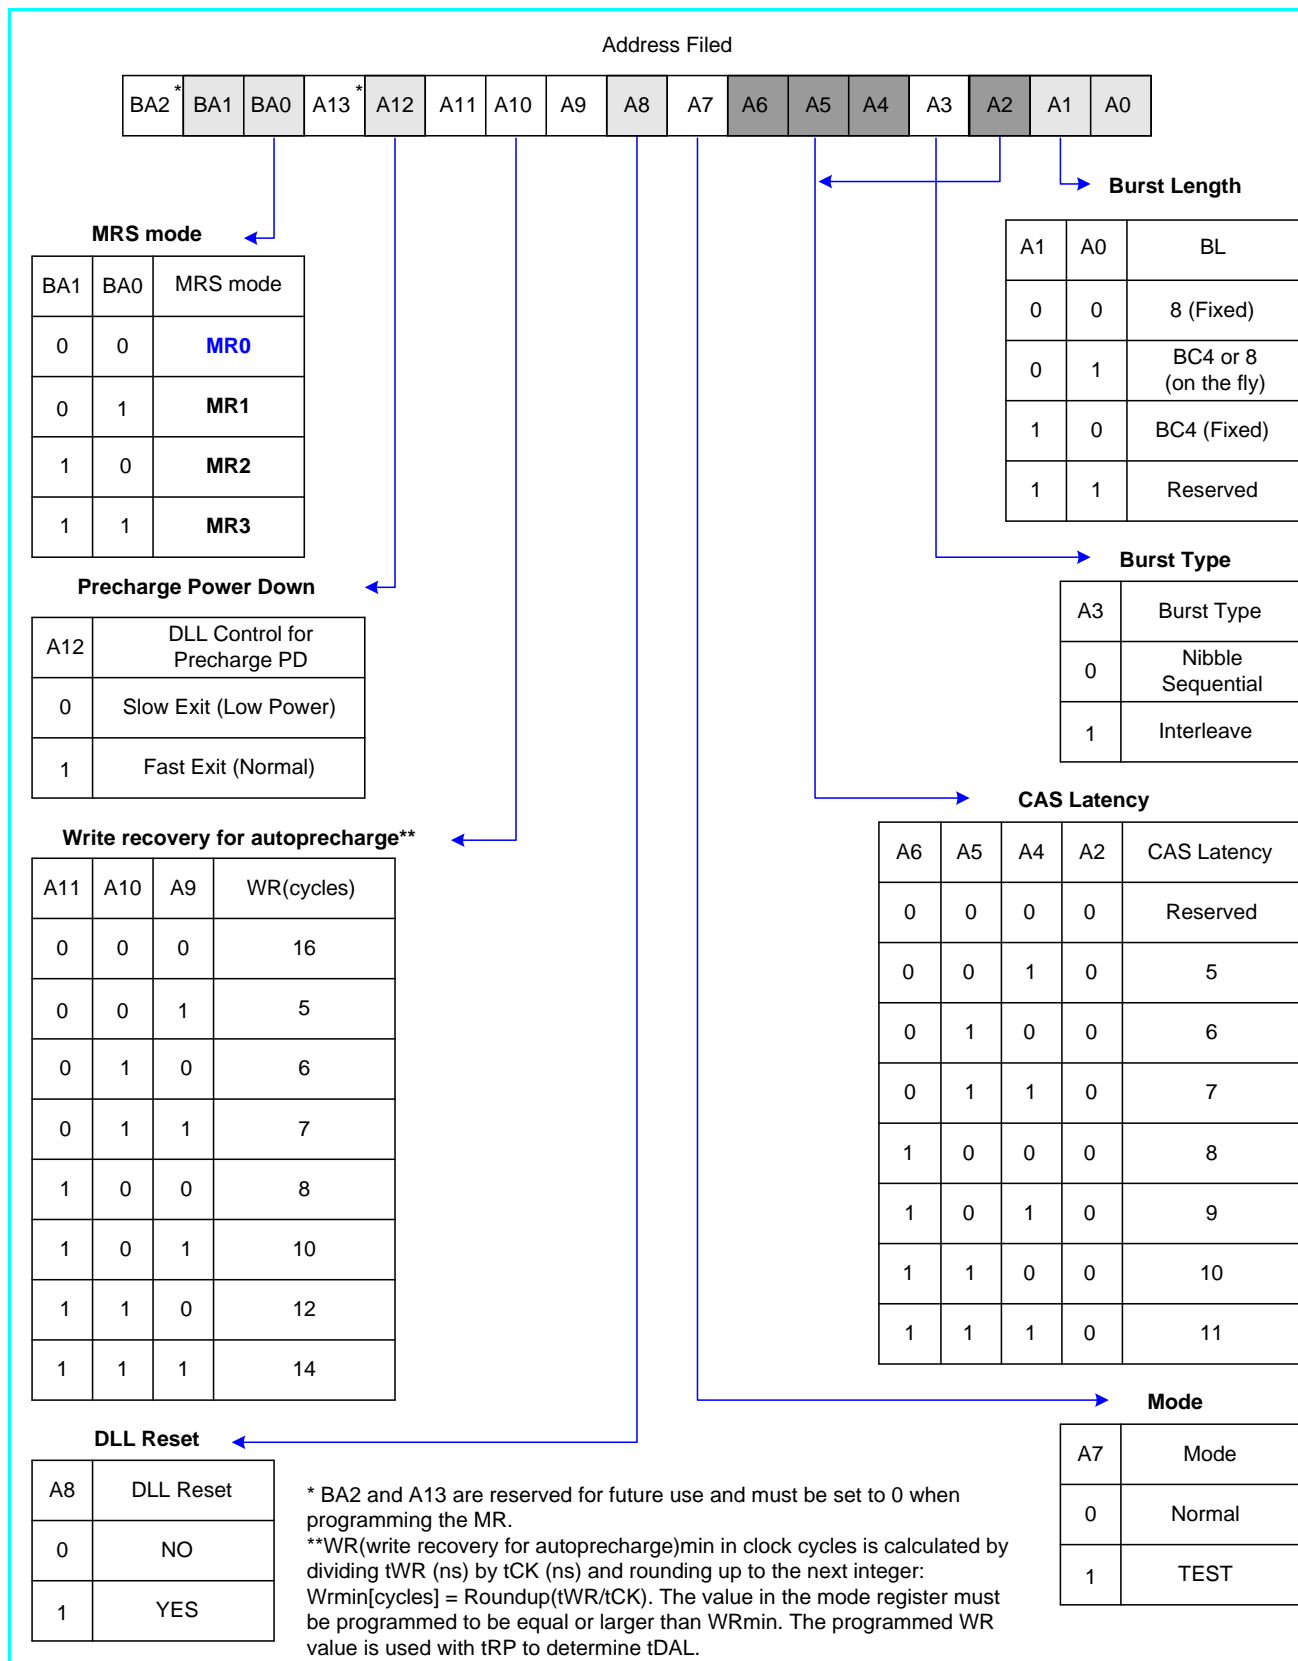 Address Filed
BA2* BA1 BA0 A13* A12 A11 A10 A9 A8 A7 A6 A5 A4 A3 A2 A1 A0
Burst Length
A1 A0 BL
0 0 8 (Fixed)
0 1 BC4 or 8
(on the fly)
1 0 BC4 (Fixed)
1 1 Reserved
MRS mode
BA1 BA0 MRS mode
0 0 MR0
0 1 MR1
1 0 MR2
1 1 MR3
Burst Type
A3 Burst Type
0 Nibble
Sequential
1 Interleave
Precharge Power Down
A12 DLL Control for
Precharge PD
0 Slow Exit (Low Power)
1 Fast Exit (Normal)
CAS Latency
A6 A5 A4 A2 CAS Latency
0 0 0 0 Reserved
0 0 1 0 5
0 1 0 0 6
0 1 1 0 7
1 0 0 0 8
1 0 1 0 9
1 1 0 0 10
1 1 1 0 11
Write recovery for autoprecharge**
A11 A10 A9 WR(cycles)
0 0 0 16
0 0 1 5
0 1 0 6
0 1 1 7
1 0 0 8
1 0 1 10
1 1 0 12
1 1 1 14
Mode
A7 Mode
0 Normal
1 TEST
DLL Reset
A8 DLL Reset
0 NO
1 YES
* BA2 and A13 are reserved for future use and must be set to 0 when
programming the MR.
**WR(write recovery for autoprecharge)min in clock cycles is calculated by
dividing tWR (ns) by tCK (ns) and rounding up to the next integer:
Wrmin[cycles] = Roundup(tWR/tCK). The value in the mode register must
be programmed to be equal or larger than WRmin. The programmed WR
value is used with tRP to determine tDAL.